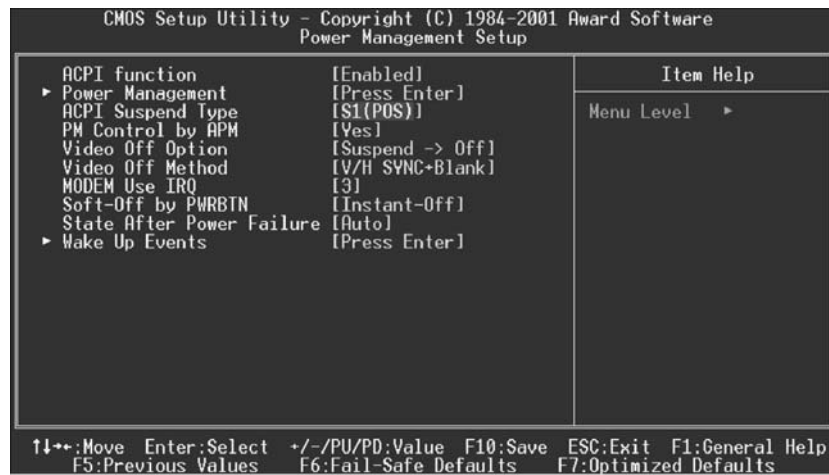 CMOS Setup Utility - Copyright (C) 1984-2001 Award Software
Power Management Setup
ACPI function [Enabled]
► Power Management [Press Enter]
ACPI Suspend Type [S1(POS)]
PM Control by APM [Yes]
Video Off Option [Suspend -> Off]
Video Off Method [V/H SYNC+Blank]
MODEM Use IRQ [3]
Soft-Off by PWRBTN [Instant-Off]
State After Power Failure [Auto]
► Wake Up Events [Press Enter]
Item Help
Menu Level ►
↑↓→←:Move Enter:Select +/-/PU/PD:Value F10:Save ESC:Exit F1:General Help
F5:Previous Values F6:Fail-Safe Defaults F7:Optimized Defaults